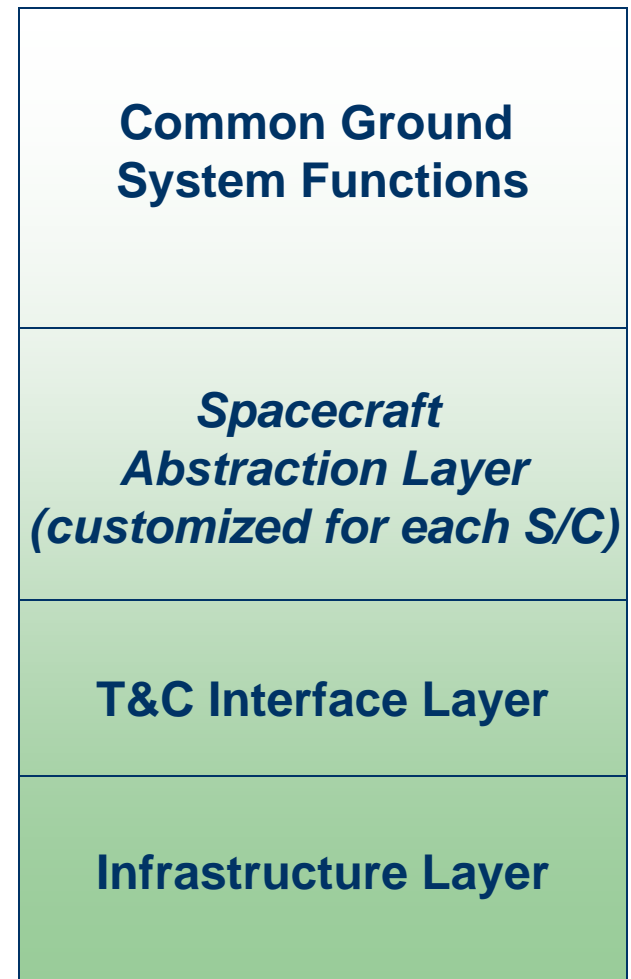 Common Ground
System Functions
Spacecraft
Abstraction Layer
(customized for each S/C)
T&C Interface Layer
Infrastructure Layer